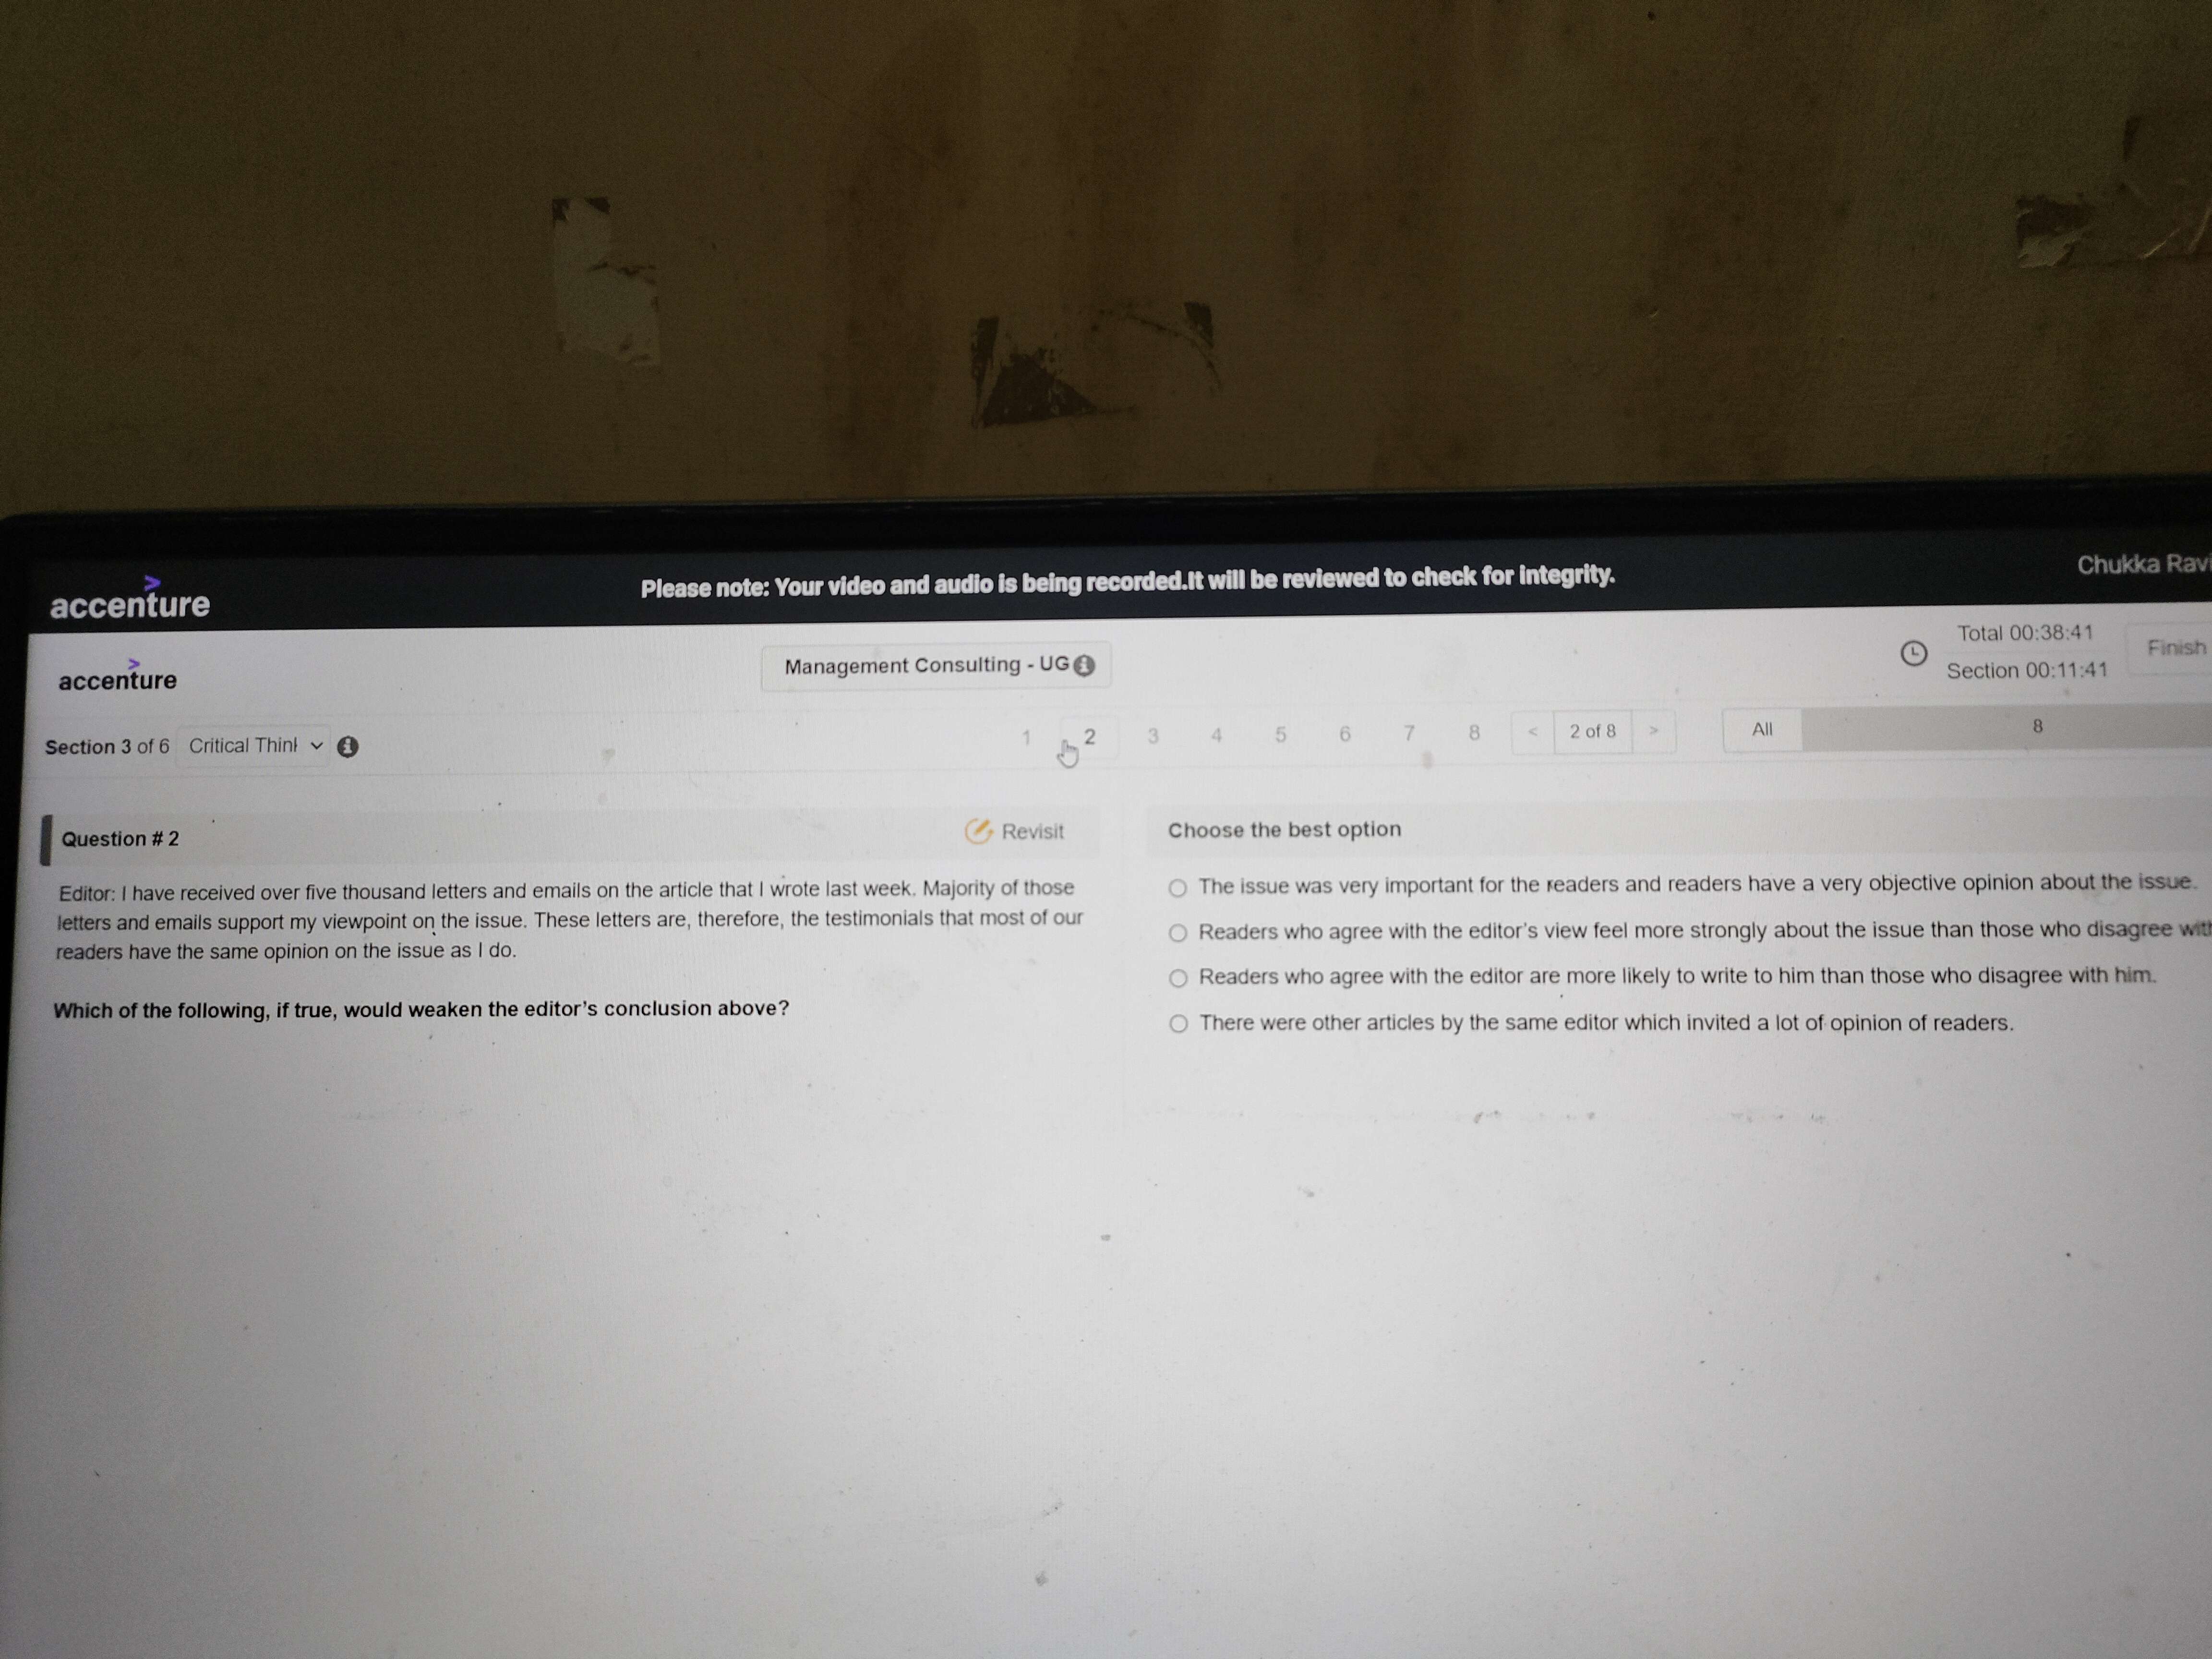 accenture
Please note: Your video and audio is being recorded.It will be reviewed to check for integrity.
Chukka Ravi
accenture
Management Consulting - UG
Total 00:38:41
Section 00:11:41
Finish
Section 3 of 6 Critical Think
1 2 3 4 5 6 7 8 < 2 of 8 > All 8
Question # 2
Revisit
Editor: I have received over five thousand letters and emails on the article that I wrote last week. Majority of those
letters and emails support my viewpoint on the issue. These letters are, therefore, the testimonials that most of our
readers have the same opinion on the issue as I do.
Which of the following, if true, would weaken the editor's conclusion above?
Choose the best option
The issue was very important for the readers and readers have a very objective opinion about the issue.
Readers who agree with the editor's view feel more strongly about the issue than those who disagree with
Readers who agree with the editor are more likely to write to him than those who disagree with him.
There were other articles by the same editor which invited a lot of opinion of readers.